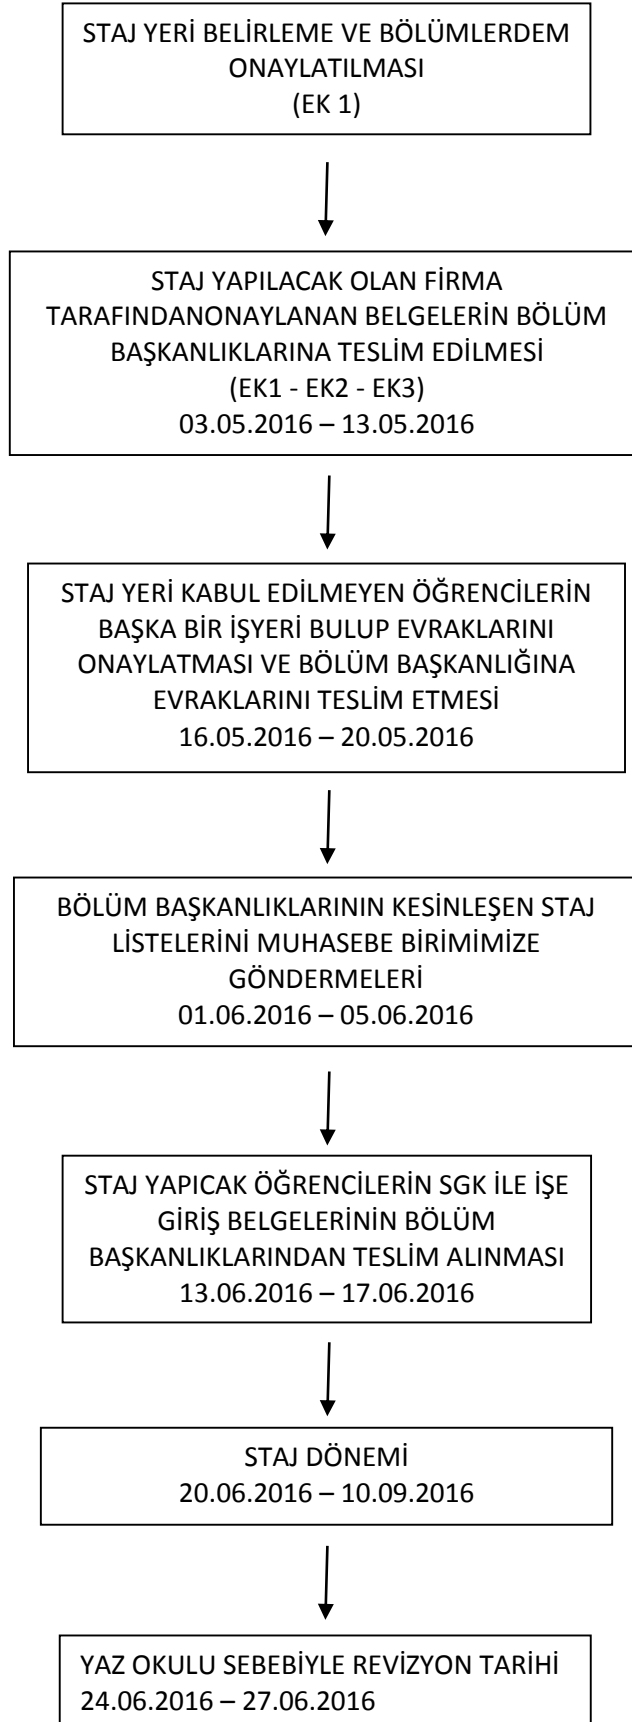 STAJ YERİ BELİRLEME VE BÖLÜMLERDEM
ONAYLATILMASI
(EK 1)
STAJ YAPILACAK OLAN FİRMA
TARAFINDANONAYLANAN BELGELERİN BÖLÜM
BAŞKANLIKLARINA TESLİM EDİLMESİ
(EK1 - EK2 - EK3)
03.05.2016 – 13.05.2016
STAJ YERİ KABUL EDİLMEYEN ÖĞRENCİLERİN
BAŞKA BİR İŞYERİ BULUP EVRAKLARINI
ONAYLATMASI VE BÖLÜM BAŞKANLIĞINA
EVRAKLARINI TESLİM ETMESİ
16.05.2016 – 20.05.2016
BÖLÜM BAŞKANLIKLARININ KESİNLEŞEN STAJ
LİSTELERİNİ MUHASEBE BİRİMİMİZE
GÖNDERMELERİ
01.06.2016 – 05.06.2016
STAJ YAPICAK ÖĞRENCİLERİN SGK İLE İŞE
GİRİŞ BELGELERİNİN BÖLÜM
BAŞKANLIKLARINDAN TESLİM ALINMASI
13.06.2016 – 17.06.2016
STAJ DÖNEMİ
20.06.2016 – 10.09.2016
YAZ OKULU SEBEBİYLE REVİZYON TARİHİ
24.06.2016 – 27.06.2016